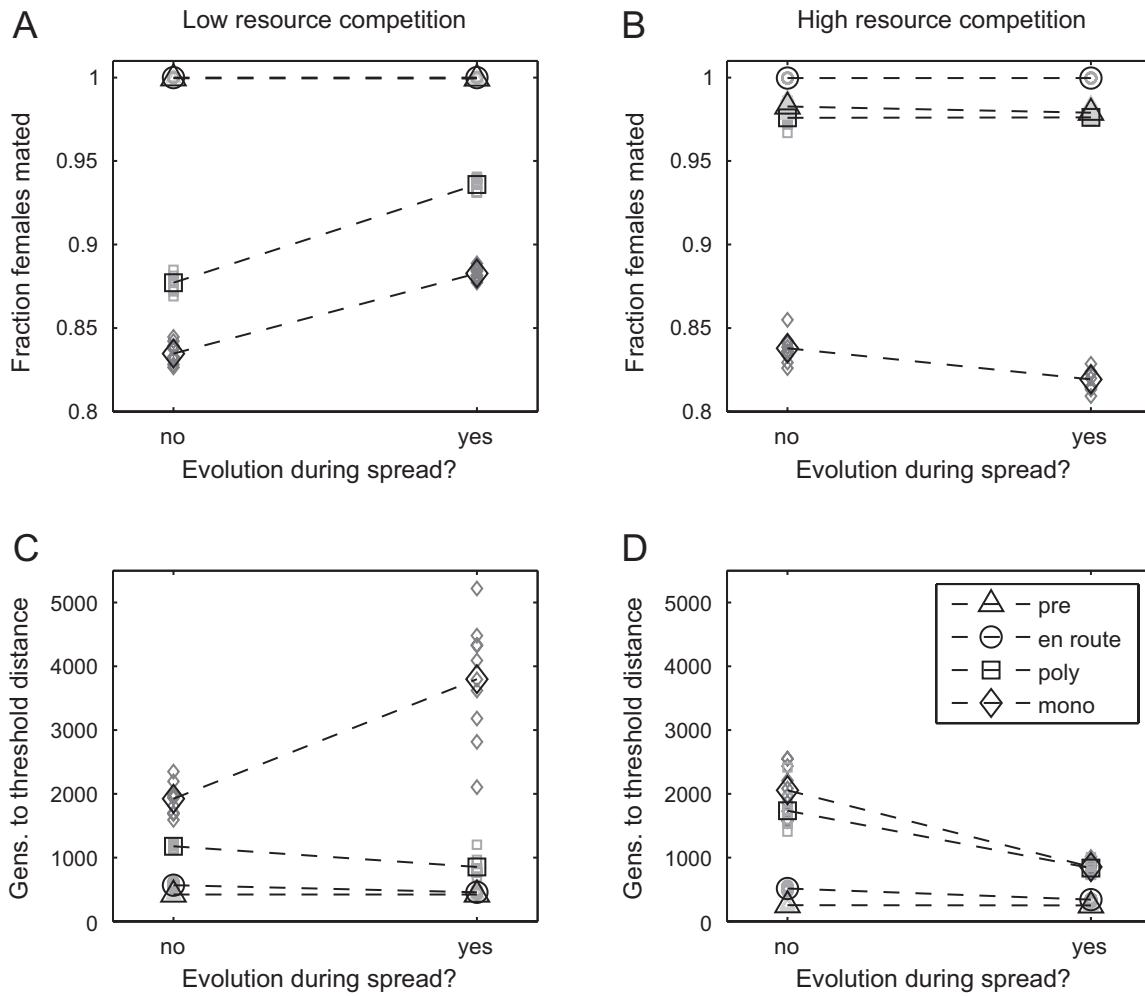 A
Low resource competition
Fraction females mated
1
0.95
0.9
0.85
0.8
no
yes
Evolution during spread?
B
High resource competition
Fraction females mated
1
0.95
0.9
0.85
0.8
no
yes
Evolution during spread?
C
Gens. to threshold distance
5000
4000
3000
2000
1000
0
no
yes
Evolution during spread?
D
Gens. to threshold distance
5000
4000
3000
2000
1000
0
pre
en route
poly
mono
no
yes
Evolution during spread?